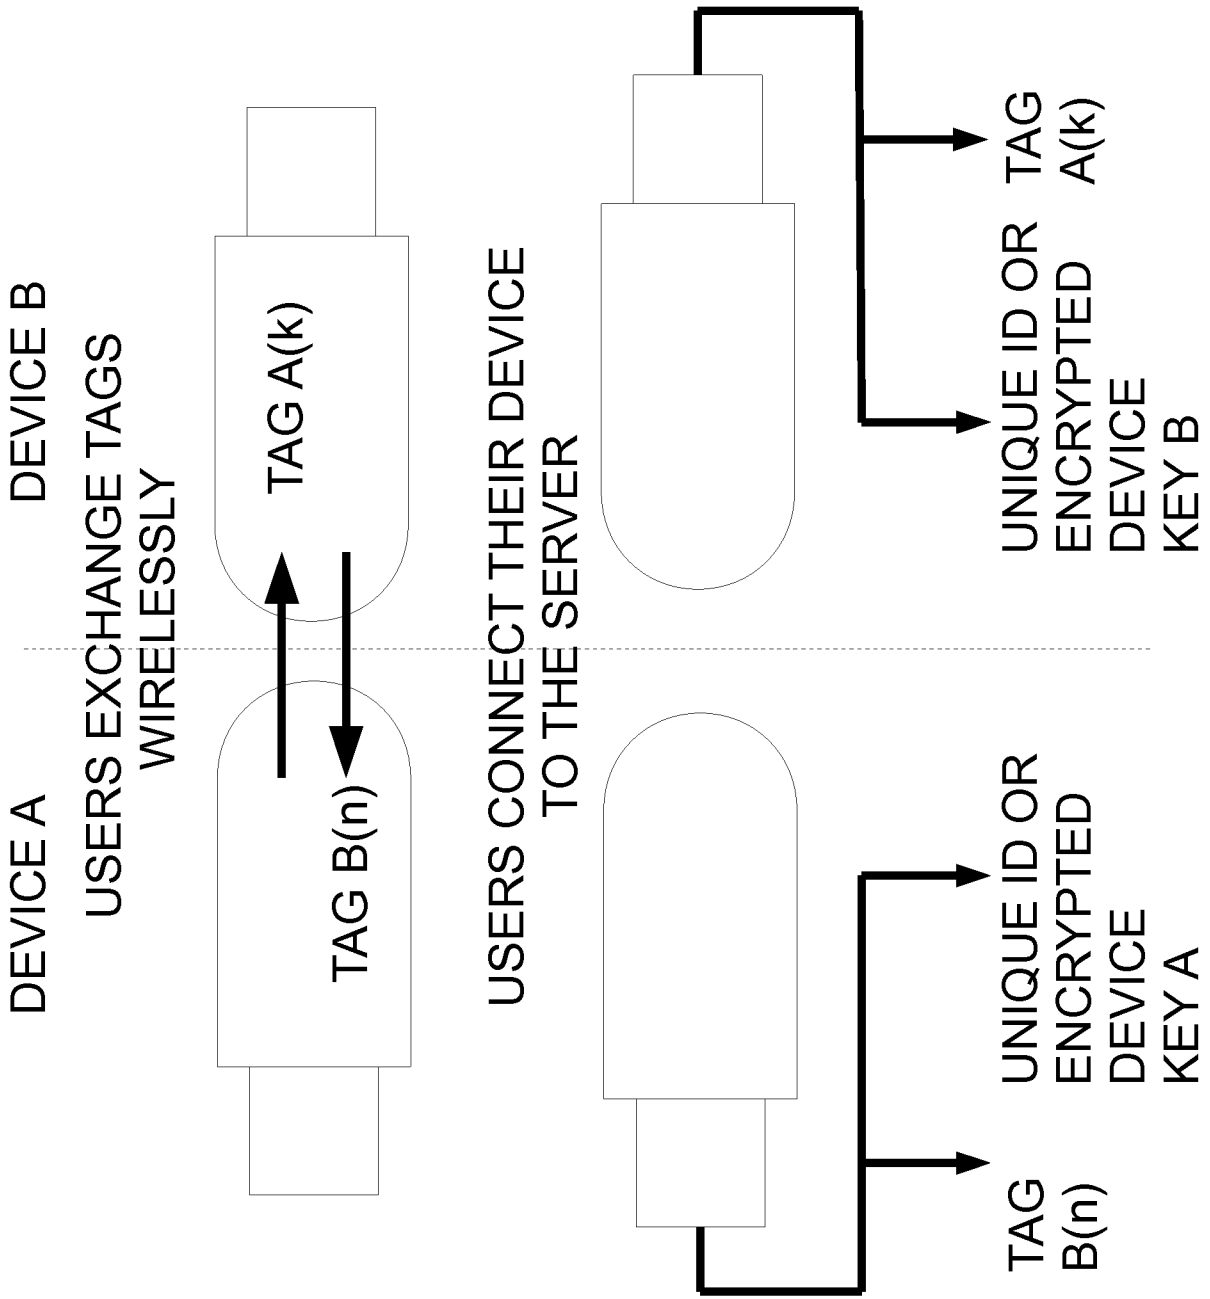 DEVICE A
DEVICE B
USERS EXCHANGE TAGS
WIRELESSLY
TAG A(k)
TAG B(n)
USERS CONNECT THEIR DEVICE
TO THE SERVER
TAG
B(n)
UNIQUE ID OR
ENCRYPTED
DEVICE
KEY A
UNIQUE ID OR
ENCRYPTED
DEVICE
KEY B
TAG
A(k)